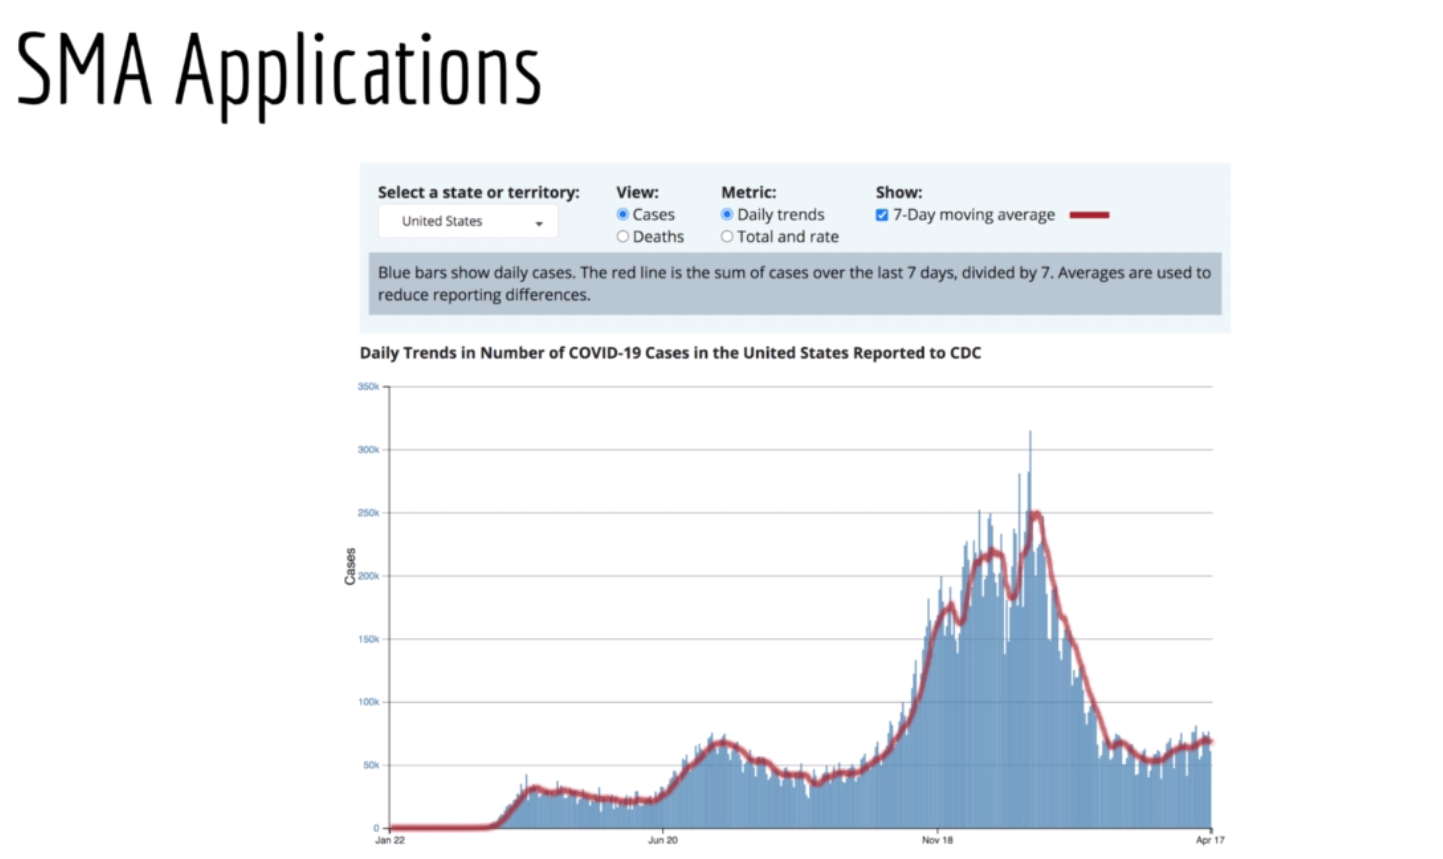 SMA Applications
Select a state or territory: View: Metric: Show:
United States Cases Daily trends 7-Day moving average
Deaths Total and rate
Blue bars show daily cases. The red line is the sum of cases over the last 7 days, divided by 7. Averages are used to
reduce reporting differences.
Daily Trends in Number of COVID-19 Cases in the United States Reported to CDC
350k
300k
250k
Cases
200k
150k
100k
50k
0
Jan 22 Jun 20 Nov 18 Apr 17